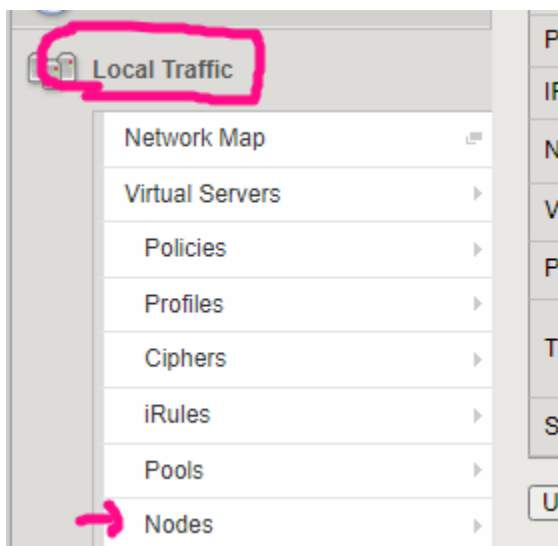 Local Traffic
Network Map
Virtual Servers
Policies
Profiles
Ciphers
iRules
Pools
Nodes
P
N
V
P
T
S
U